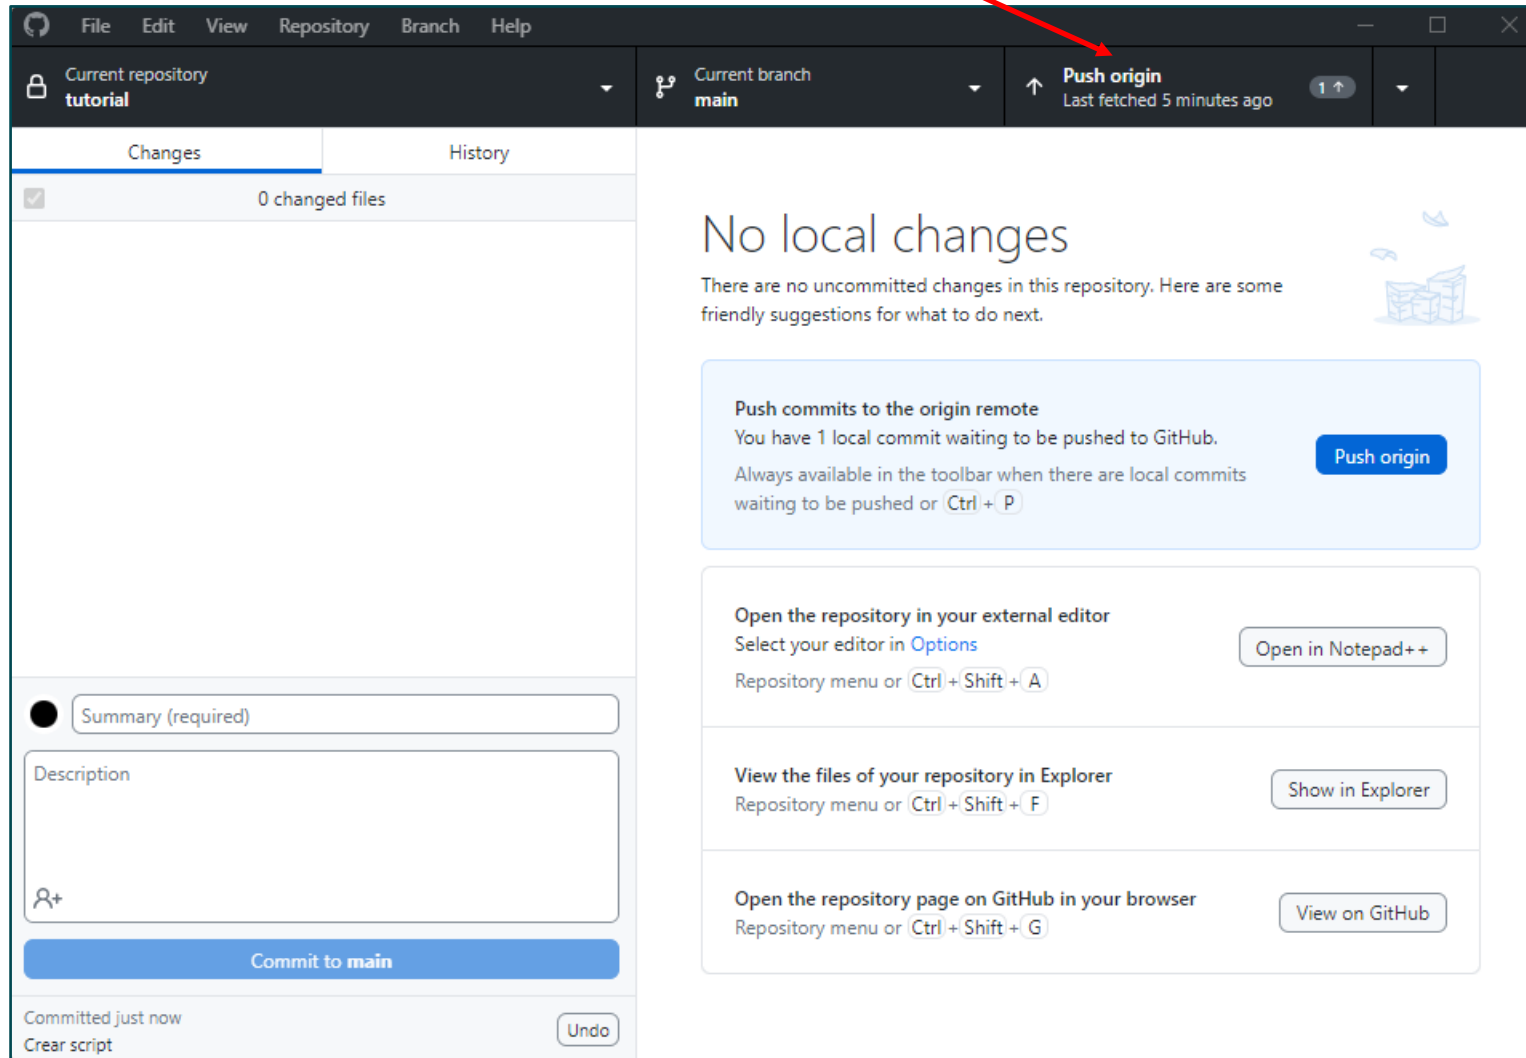 File Edit View Repository Branch Help
Current repository
tutorial
Current branch
main
Push origin
Last fetched 5 minutes ago
1
Changes
History
0 changed files
No local changes
There are no uncommitted changes in this repository. Here are some
friendly suggestions for what to do next.
Push commits to the origin remote
You have 1 local commit waiting to be pushed to GitHub.
Always available in the toolbar when there are local commits
waiting to be pushed or Ctrl + P
Push origin
Open the repository in your external editor
Select your editor in Options
Repository menu or Ctrl + Shift + A
Open in Notepad++
View the files of your repository in Explorer
Repository menu or Ctrl + Shift + F
Show in Explorer
Open the repository page on GitHub in your browser
Repository menu or Ctrl + Shift + G
View on GitHub
Summary (required)
Description
Commit to main
Committed just now
Crear script
Undo